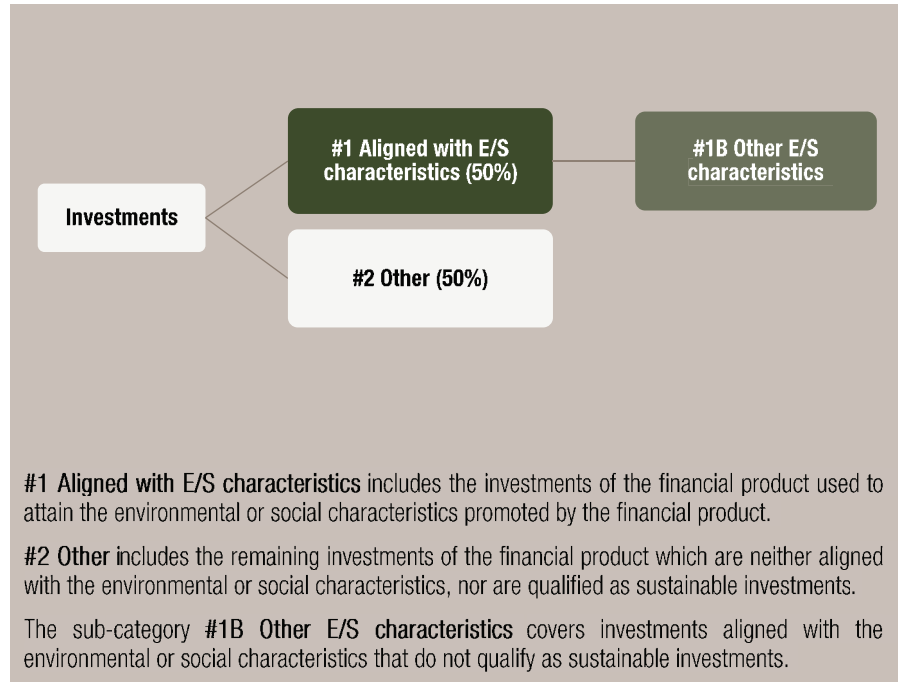 #1 Aligned with E/S
characteristics (50%)
#1B Other E/S
characteristics
Investments
#2 Other (50%)
#1 Aligned with E/S characteristics includes the investments of the financial product used to
attain the environmental or social characteristics promoted by the financial product.
#2 Other includes the remaining investments of the financial product which are neither aligned
with the environmental or social characteristics, nor are qualified as sustainable investments.
The sub-category #1B Other E/S characteristics covers investments aligned with the
environmental or social characteristics that do not qualify as sustainable investments.